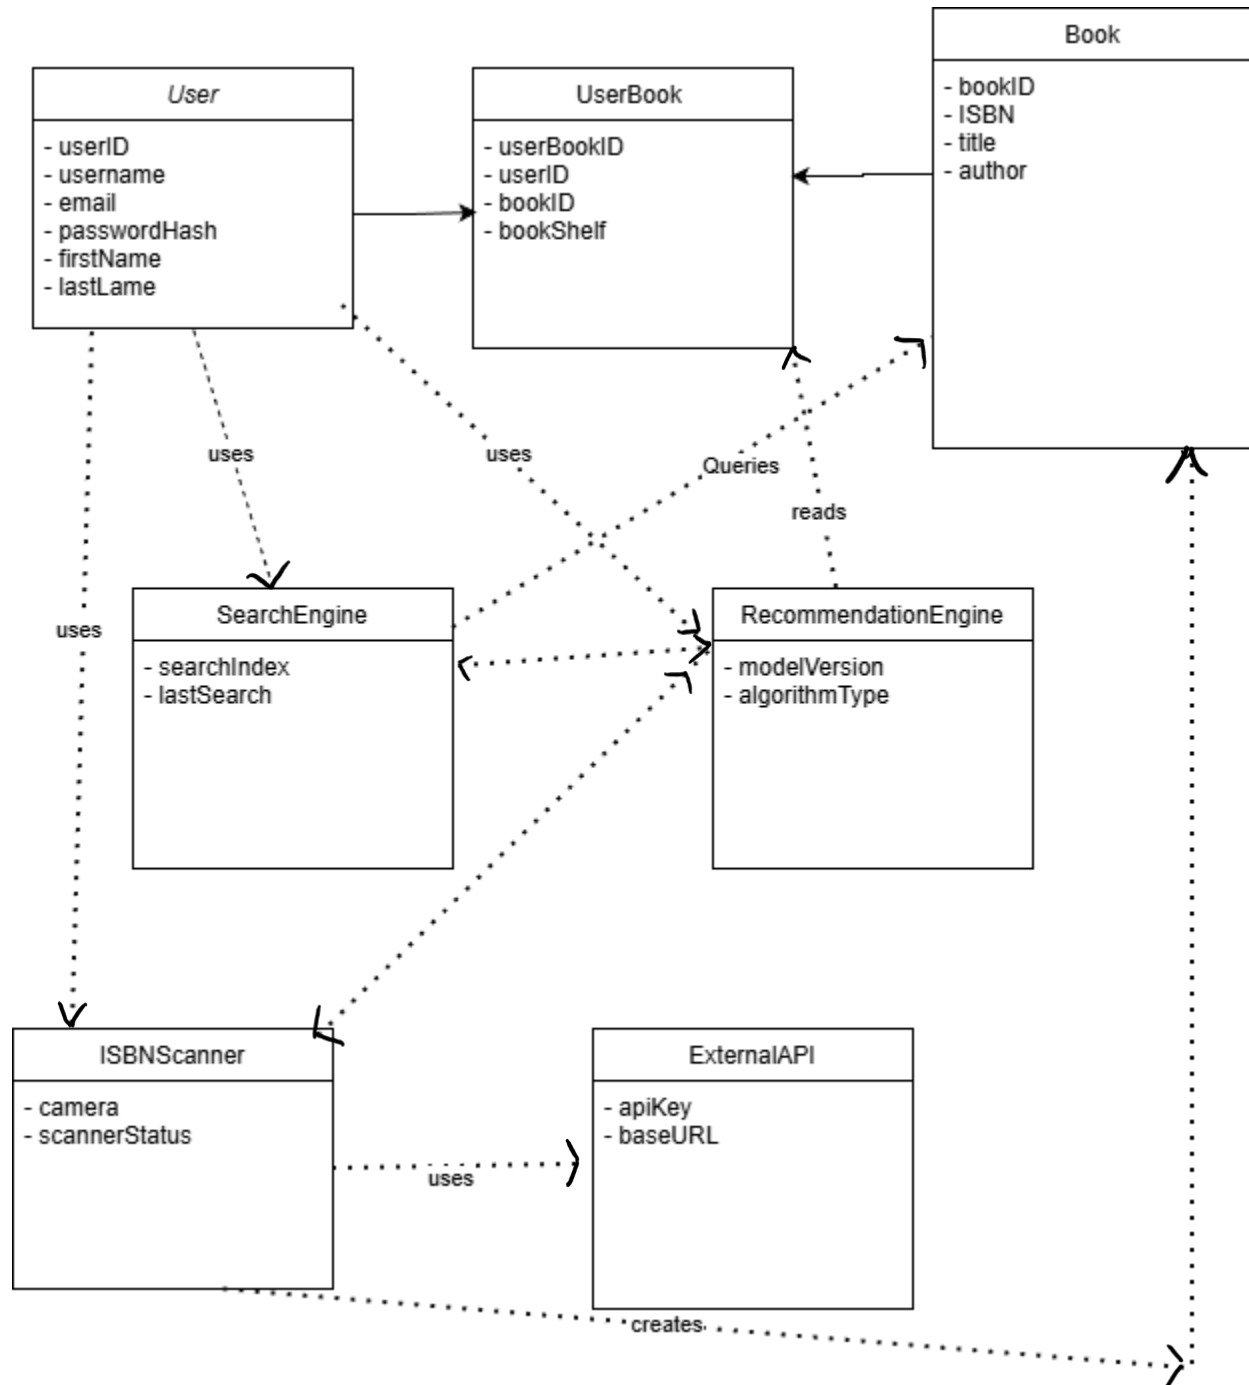 User
- userID
- username
- email
- passwordHash
- firstName
- lastLame
UserBook
- userBookID
- userID
- bookID
- bookShelf
Book
- bookID
- ISBN
- title
- author
uses
uses
Queries
reads
uses
SearchEngine
- searchIndex
- lastSearch
RecommendationEngine
- modelVersion
- algorithmType
ISBNScanner
- camera
- scannerStatus
uses
ExternalAPI
- apiKey
- baseURL
creates